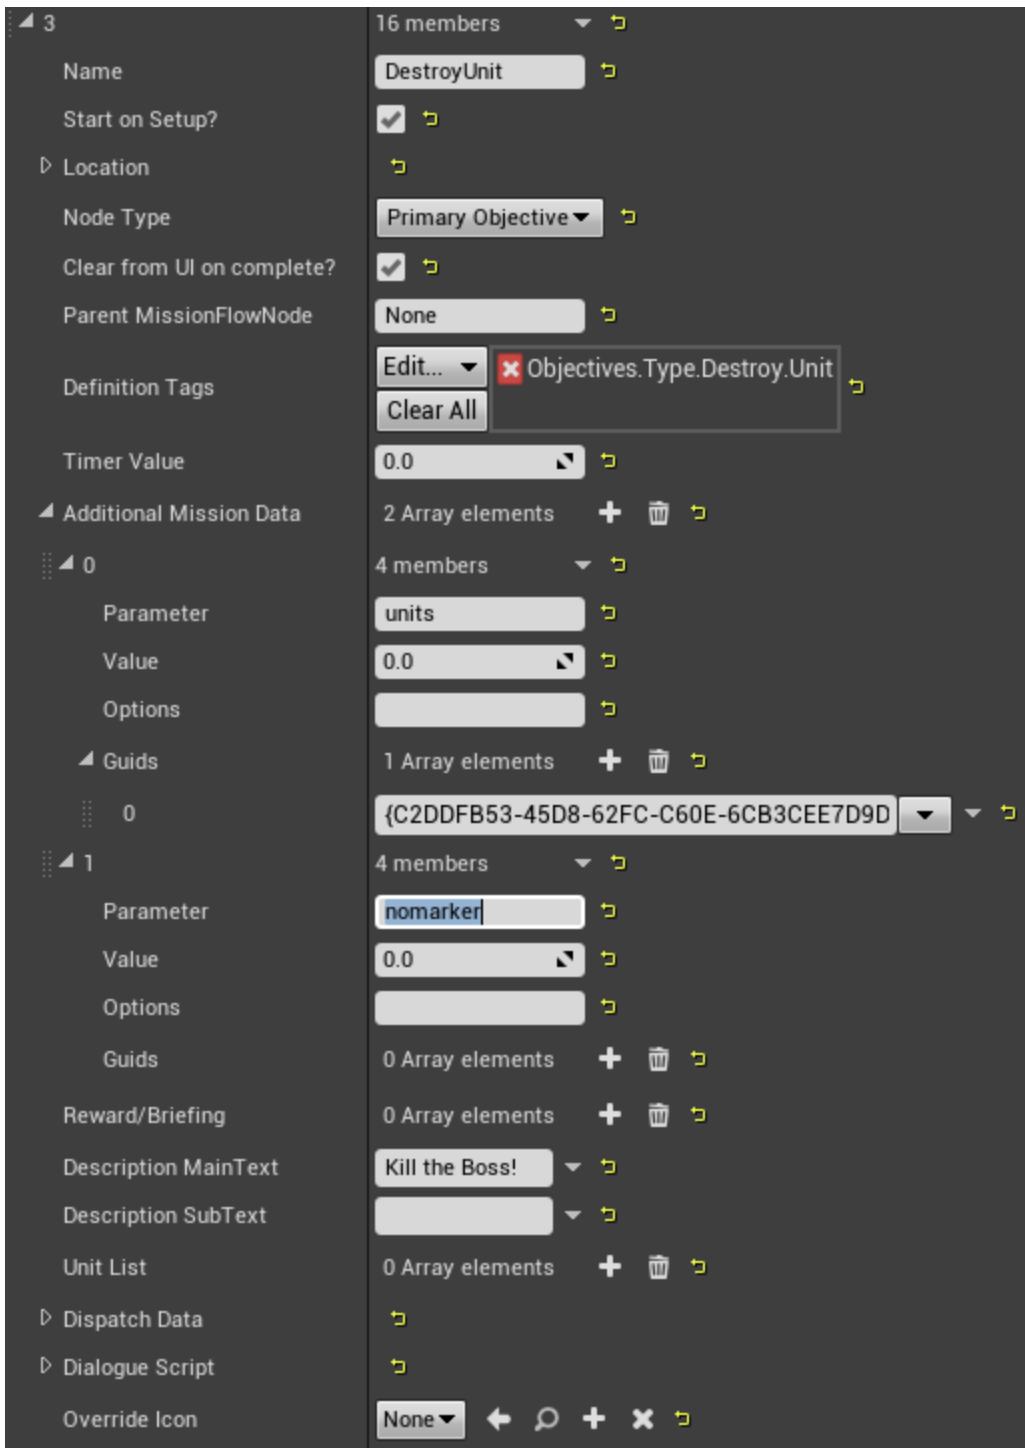 3 16 members
Name DestroyUnit
Start on Setup?
Location
Node Type Primary Objective
Clear from UI on complete?
Parent MissionFlowNode None
Definition Tags Edit... Clear All Objectives.Type.Destroy.Unit
Timer Value 0.0
Additional Mission Data 2 Array elements
0 4 members
Parameter units
Value 0.0
Options
Guids 1 Array elements
0 {C2DDFB53-45D8-62FC-C60E-6CB3CEE7D9D
1 4 members
Parameter nomarker
Value 0.0
Options
Guids 0 Array elements
Reward/Briefing 0 Array elements
Description MainText Kill the Boss!
Description SubText
Unit List 0 Array elements
Dispatch Data
Dialogue Script
Override Icon None